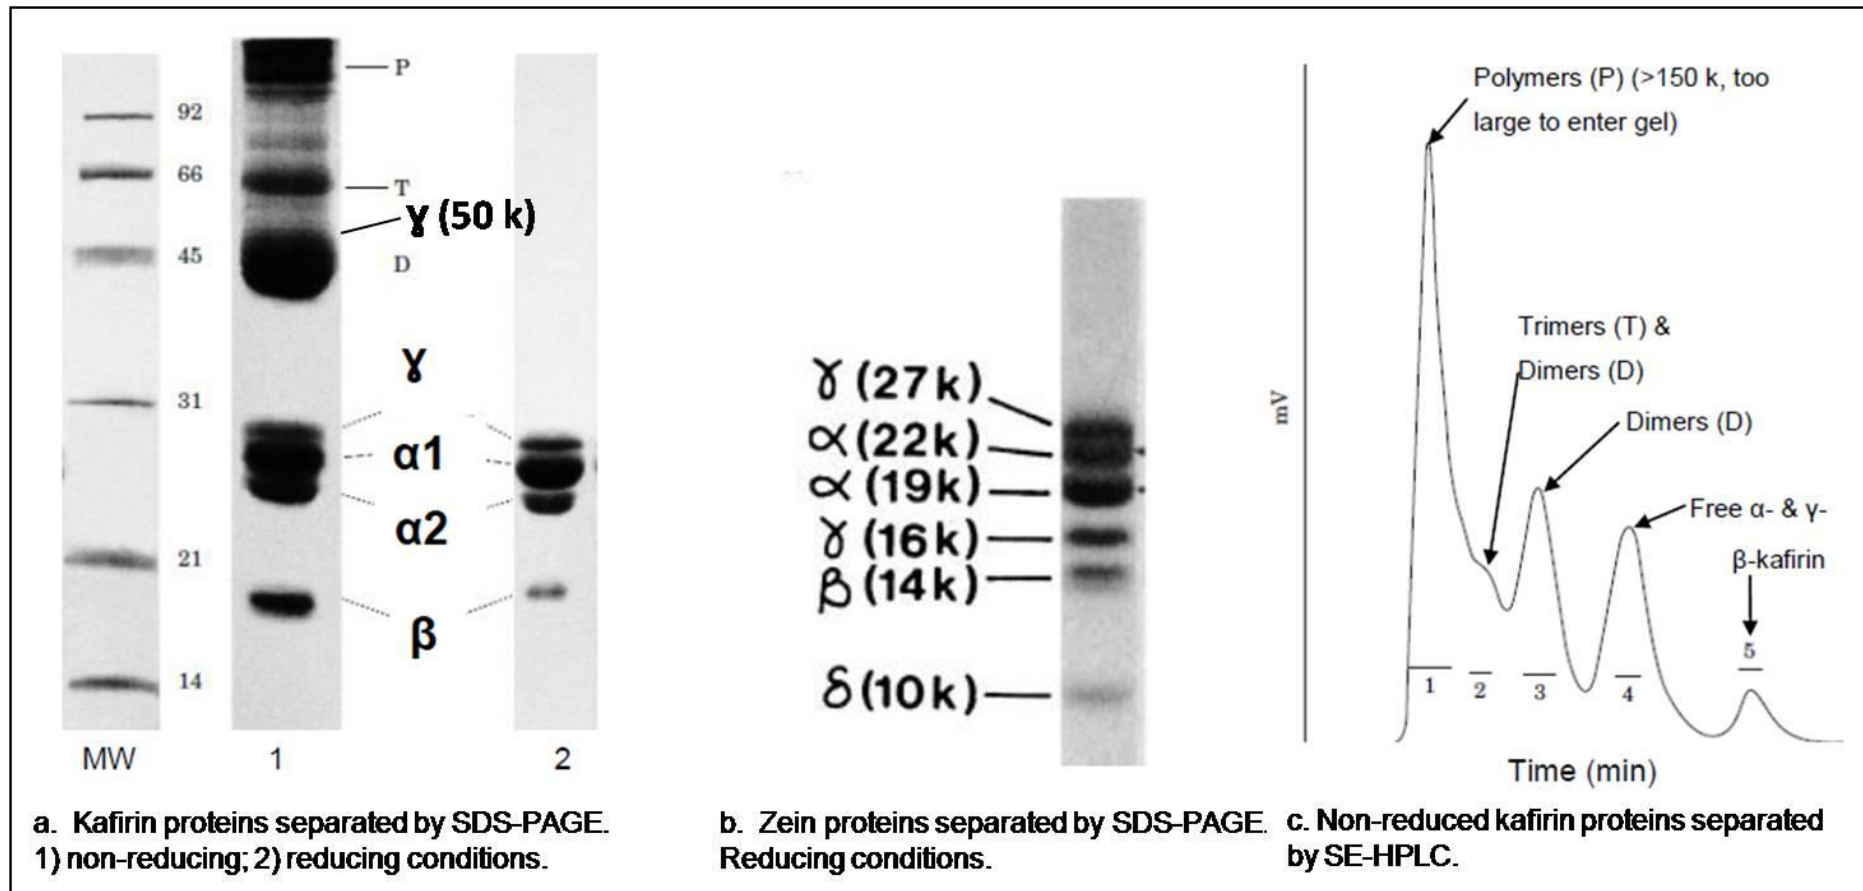 92
66
45
31
21
14
P
T
γ (50 k)
D
γ
α1
α2
β
MW
1
2
a. Kafirin proteins separated by SDS-PAGE.
1) non-reducing; 2) reducing conditions.
γ (27k)
α (22k)
α (19k)
γ (16k)
β (14k)
δ (10k)
b. Zein proteins separated by SDS-PAGE.
Reducing conditions.
Polymers (P) (>150 k, too
large to enter gel)
Trimers (T) &
Dimers (D)
Dimers (D)
Free α- & γ-
β-kafirin
mV
1
2
3
4
5
Time (min)
c. Non-reduced kafirin proteins separated
by SE-HPLC.